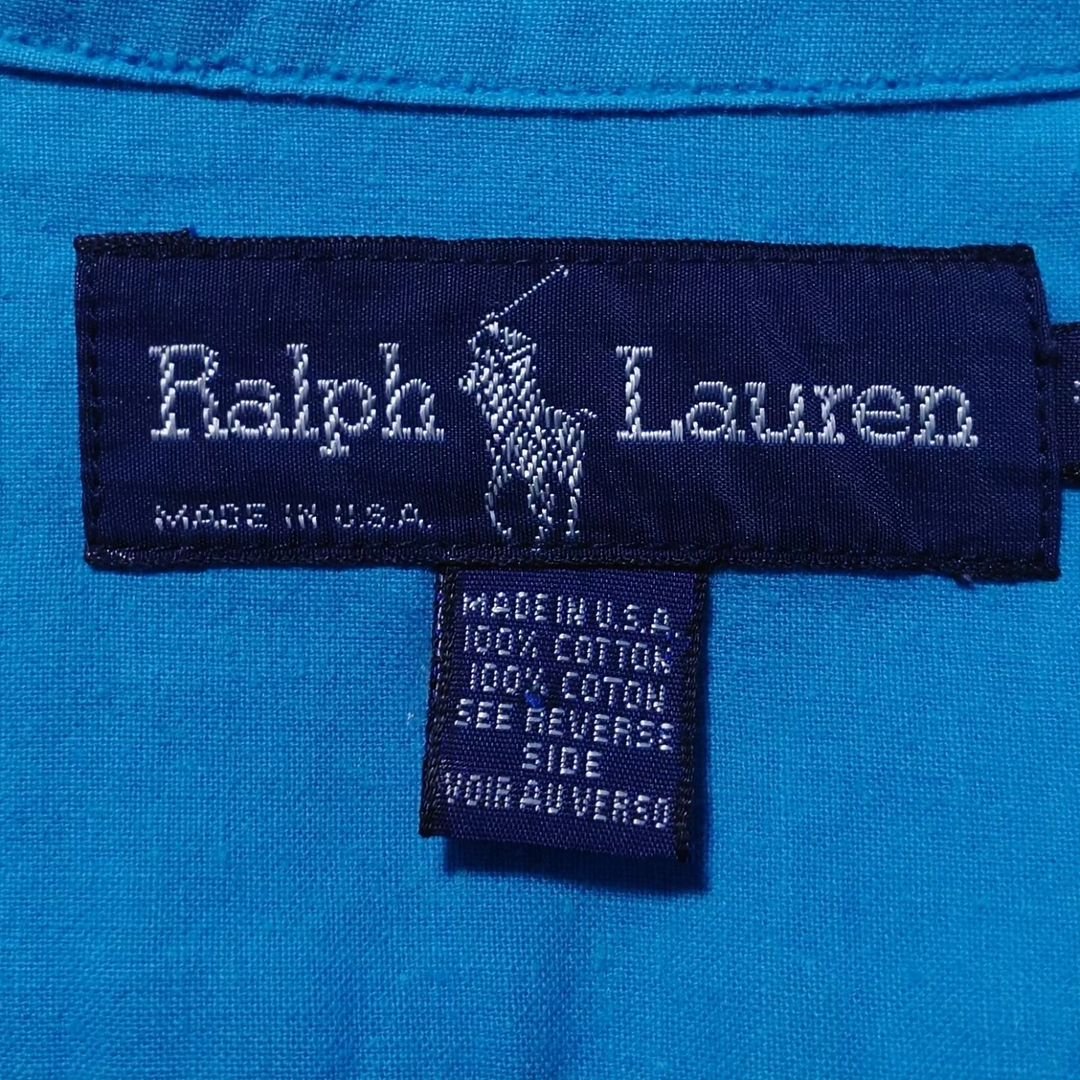 Ralph Lauren
MADE IN U.S.A.
MADE IN U.S.A.
100% COTTON
100% COTON
SEE REVERSE
SIDE
VOIR AU VERSO